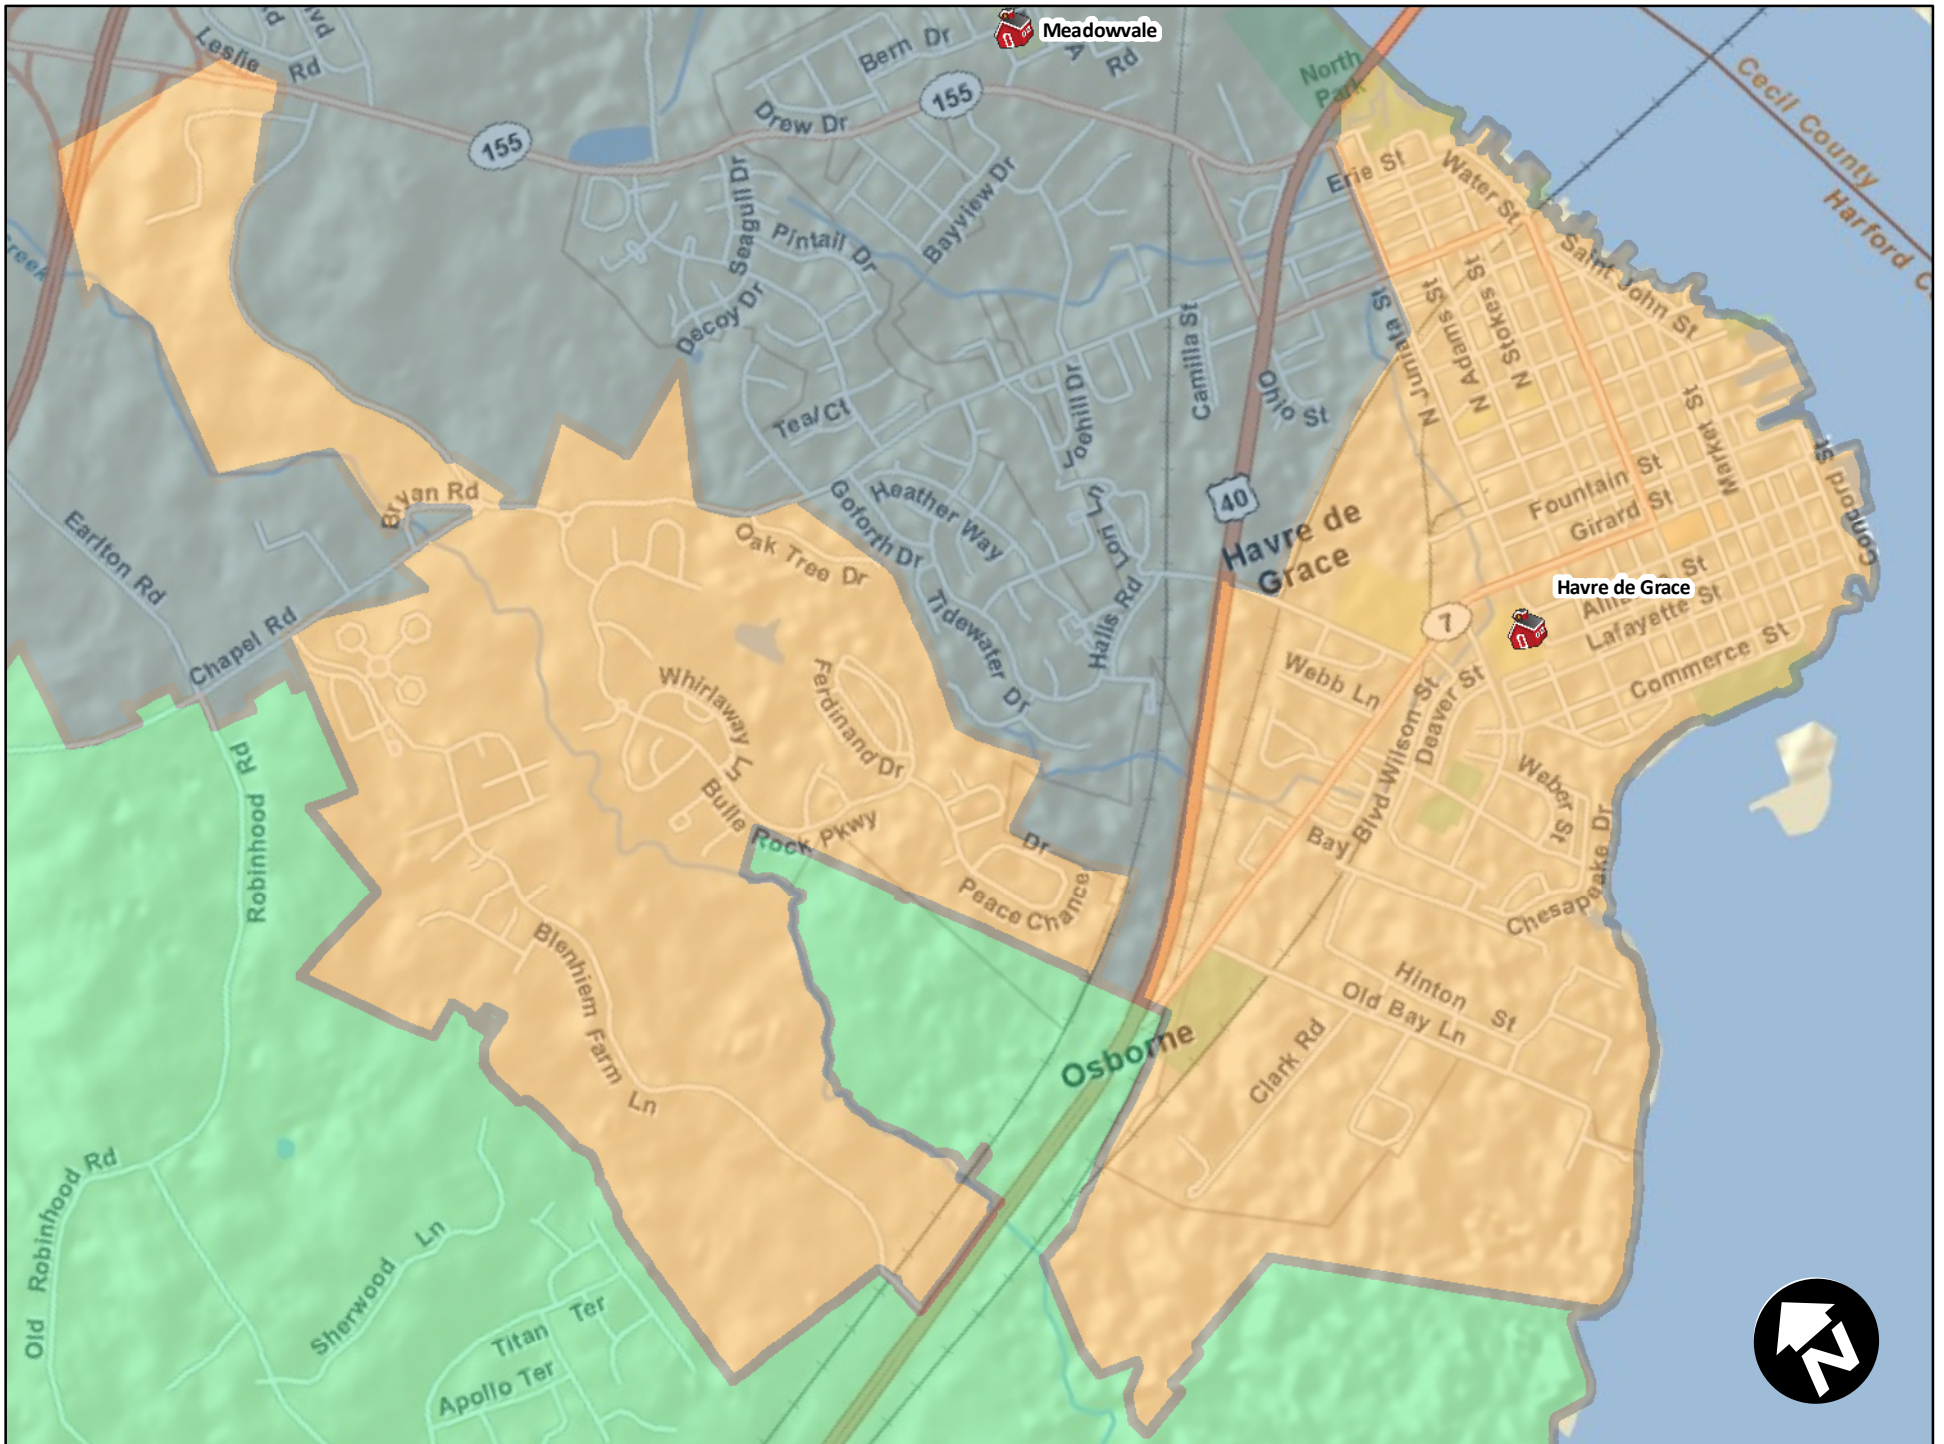 Meadowvale
Leslie Rd
Bern Dr
A Rd
North
Park
155
155
Drew Dr
Cecil County
Harford C
Erie St
Water St
Seagull Dr
Pintail Dr
Bayview Dr
Saint John St
N Stokes St
N Adams St
N Juniata St
Creek
Decoy Dr
Camilla St
Ohio St
Joehill Dr
Market St
Concord St
Bryan Rd
Goforth Dr
Heather Way
Lori Ln
40
Fountain St
Girard St
Earlton Rd
Oak Tree Dr
Havre de
Grace
Havre de Grace
St
Lafayette St
7
Tidewater Dr
Halls Rd
Chapel Rd
Commerce St
Webb Ln
Whirlaway Ln
Ferdinand Dr
Blvd Wilson St
Deaver St
Robinhood Rd
Weber St
Bulle Rock Pkwy
Bay
Chesapeake Dr
Peace Chance Dr
Blenhiem Farm Ln
Hinton St
Old Bay Ln
Osborne
Clark Rd
Old Robinhood Rd
Sherwood Ln
Titan Ter
Apollo Ter
N